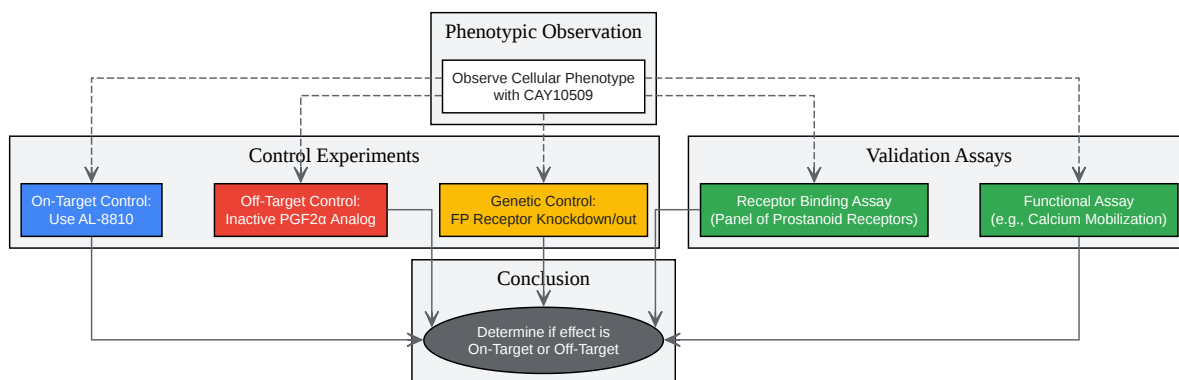 Phenotypic Observation
Observe Cellular Phenotype
with CAY10509
Control Experiments
Validation Assays
On-Target Control:
Use AL-8810
Off-Target Control:
Inactive PGF2α Analog
Genetic Control:
FP Receptor Knockdown/out
Receptor Binding Assay
(Panel of Prostanoid Receptors)
Functional Assay
(e.g., Calcium Mobilization)
Conclusion
Determine if effect is
On-Target or Off-Target